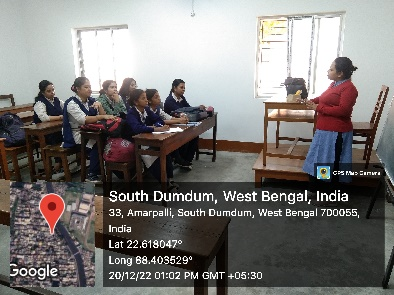 GPS Map Camera
South Dumdum, West Bengal, India
33, Amarpalli, South Dumdum, West Bengal 700055,
India
Lat 22.618047°
Long 88.403529°
20/12/22 01:02 PM GMT +05:30
Google